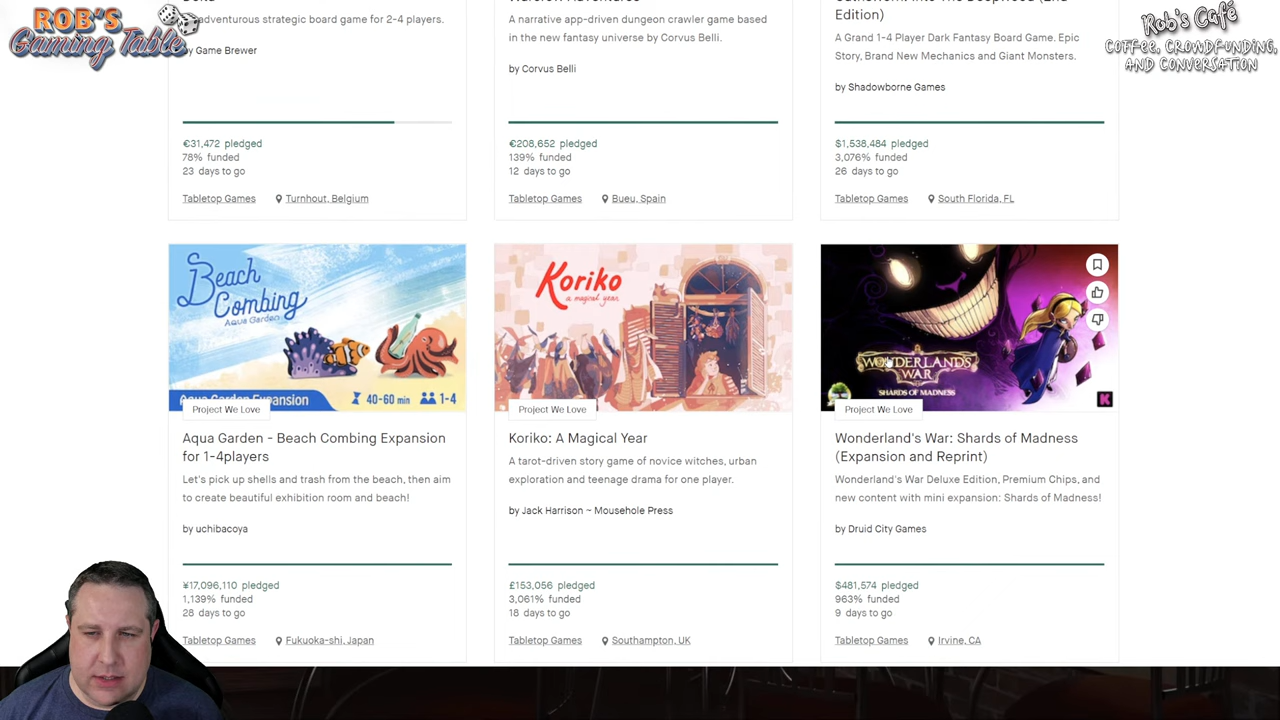 ROB'S
Gaming Table
Rob's Café
Coffee, Crowdfunding,
and Conversation
adventurous strategic board game for 2-4 players.
by Game Brewer
€31,472 pledged
78% funded
23 days to go
Tabletop Games
Turnhout, Belgium
A narrative app-driven dungeon crawler game based
in the new fantasy universe by Corvus Belli.
by Corvus Belli
€208,652 pledged
139% funded
12 days to go
Tabletop Games
Bueu, Spain
Edition)
A Grand 1-4 Player Dark Fantasy Board Game. Epic
Story, Brand New Mechanics and Giant Monsters.
by Shadowborne Games
$1,538,484 pledged
3,076% funded
26 days to go
Tabletop Games
South Florida, FL
Beach
Combing
Aqua Garden
Aqua Garden Expansion
40-60 min
1-4
Project We Love
Aqua Garden - Beach Combing Expansion
for 1-4players
Let's pick up shells and trash from the beach, then aim
to create beautiful exhibition room and beach!
by uchibacoya
¥17,096,110 pledged
1,139% funded
28 days to go
Tabletop Games
Fukuoka-shi, Japan
Koriko
a magical year
Project We Love
Koriko: A Magical Year
A tarot-driven story game of novice witches, urban
exploration and teenage drama for one player.
by Jack Harrison ~ Mousehole Press
£153,056 pledged
3,061% funded
18 days to go
Tabletop Games
Southampton, UK
WONDERLAND'S
WAR
SHARDS OF MADNESS
K
Project We Love
Wonderland's War: Shards of Madness
(Expansion and Reprint)
Wonderland's War Deluxe Edition, Premium Chips, and
new content with mini expansion: Shards of Madness!
by Druid City Games
$481,574 pledged
963% funded
9 days to go
Tabletop Games
Irvine, CA